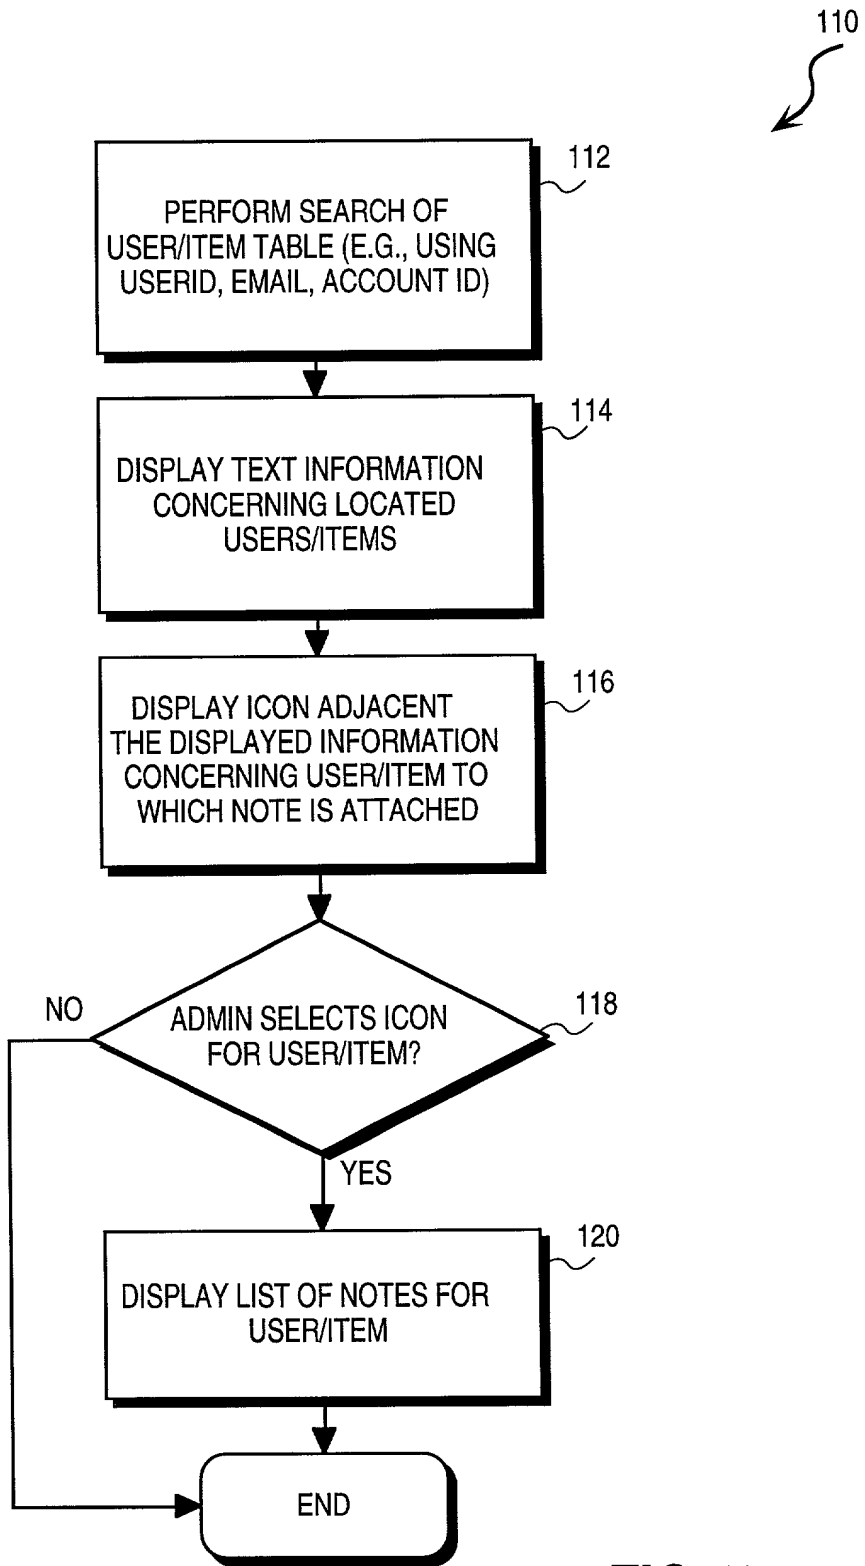 110
112
PERFORM SEARCH OF
USER/ITEM TABLE (E.G., USING
USERID, EMAIL, ACCOUNT ID)
114
DISPLAY TEXT INFORMATION
CONCERNING LOCATED
USERS/ITEMS
116
DISPLAY ICON ADJACENT
THE DISPLAYED INFORMATION
CONCERNING USER/ITEM TO
WHICH NOTE IS ATTACHED
118
NO
ADMIN SELECTS ICON
FOR USER/ITEM?
YES
120
DISPLAY LIST OF NOTES FOR
USER/ITEM
END